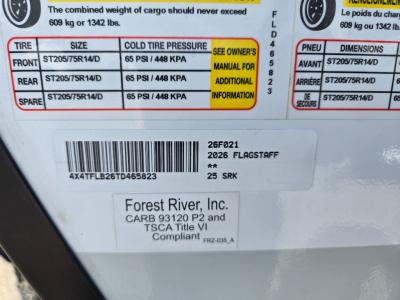 The combined weight of cargo should never exceed
609 kg or 1342 lbs.
TIRE SIZE COLD TIRE PRESSURE
FRONT ST205/75R14/D 65 PSI / 448 KPA
REAR ST205/75R14/D 65 PSI / 448 KPA
SPARE ST205/75R14/D 65 PSI / 448 KPA
SEE OWNER'S
MANUAL FOR
ADDITIONAL
INFORMATION
FLD465823
RENSEIGNEMENT
Le poids du charg
609 kg ou 1342 lb
PNEU DIMENSIONS
AVANT ST205/75R14/D
ARRIÈRE ST205/75R14/D
DE SECOURS ST205/75R14/D
4X4TFLB26TD465823
26F021
2026 FLAGSTAFF
**
25 SRK
Forest River, Inc.
CARB 93120 P2 and
TSCA Title VI
Compliant
FRZ-035_A